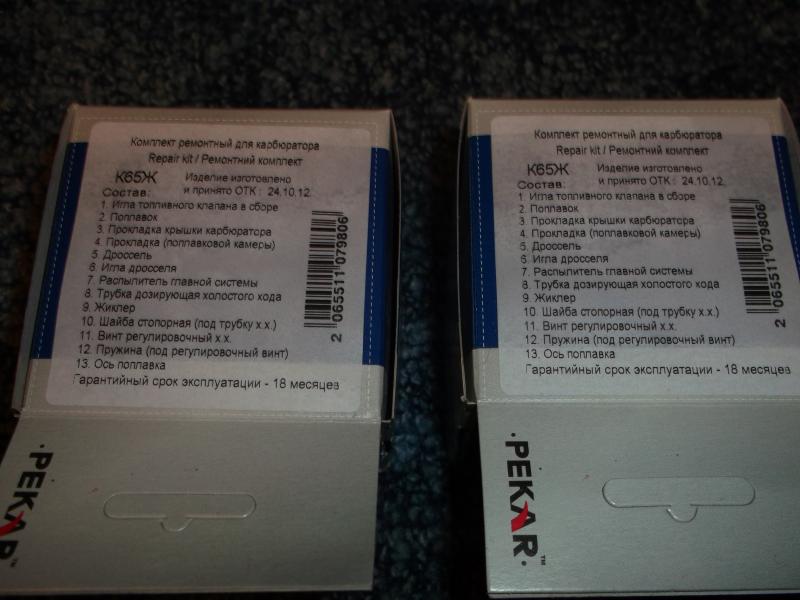 Комплект ремонтный для карбюратора
Repair kit / Ремонтний комплект
К65Ж
Изделие изготовлено
и принято ОТК : 24.10.12.
Состав:
1. Игла топливного клапана в сборе
2. Поплавок
3. Прокладка крышки карбюратора
4. Прокладка (поплавковой камеры)
5. Дроссель
6. Игла дросселя
7. Распылитель главной системы
8. Трубка дозирующая холостого хода
9. Жиклер
10. Шайба стопорная (под трубку х.х.)
11. Винт регулировочный х.х.
12. Пружина (под регулировочный винт)
13. Ось поплавка
Гарантийный срок эксплуатации - 18 месяцев
2 065511 079806
·PEKAR
Комплект ремонтный для карбюратора
Repair kit / Ремонтний комплект
К65Ж
Изделие изготовлено
и принято ОТК : 24.10.12.
Состав:
1. Игла топливного клапана в сборе
2. Поплавок
3. Прокладка крышки карбюратора
4. Прокладка (поплавковой камеры)
5. Дроссель
6. Игла дросселя
7. Распылитель главной системы
8. Трубка дозирующая холостого хода
9. Жиклер
10. Шайба стопорная (под трубку х.х.)
11. Винт регулировочный х.х.
12. Пружина (под регулировочный винт)
13. Ось поплавка
Гарантийный срок эксплуатации - 18 месяцев
2 065511 079806
·PEKAR·™